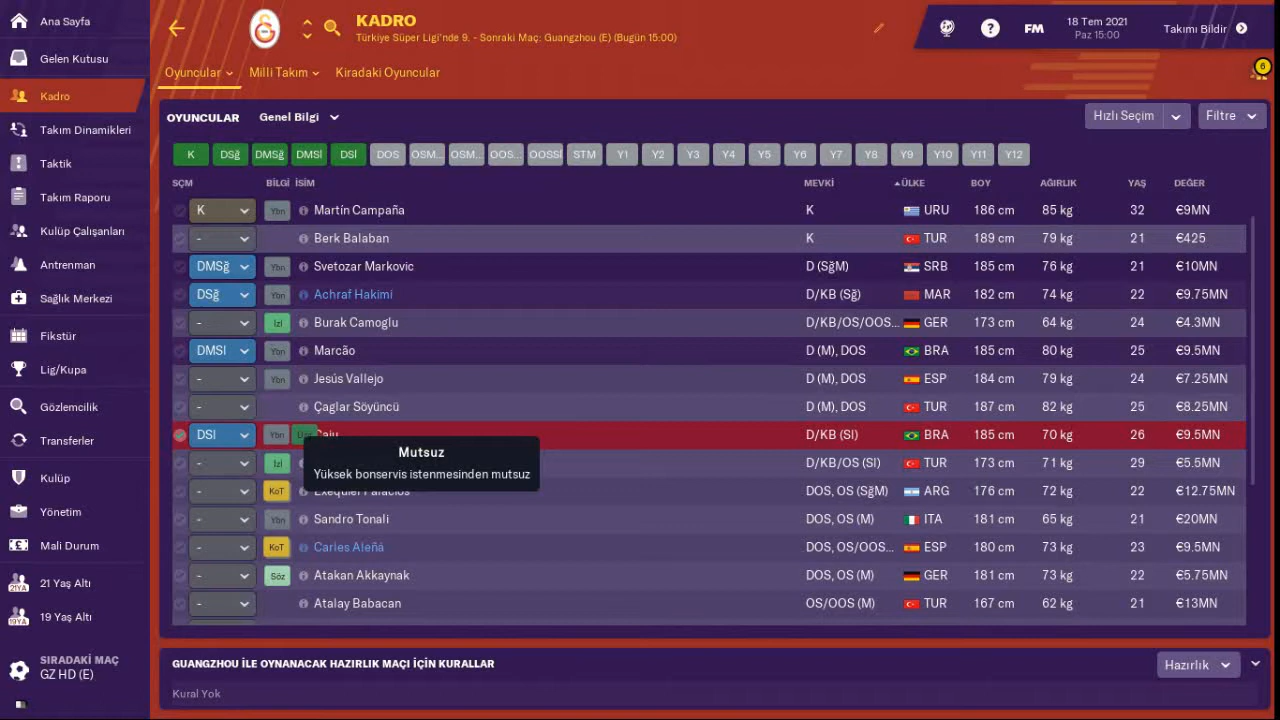 Ana Sayfa
KADRO
Türkiye Süper Ligi'nde 9. - Sonraki Maç: Guangzhou (E) (Bugün 15:00)
FM
18 Tem 2021
Paz 15:00
Takımı Bildir
Gelen Kutusu
Oyuncular
Milli Takım
Kiradaki Oyuncular
6
Kadro
Takım Dinamikleri
Taktik
Takım Raporu
Kulüp Çalışanları
Antrenman
Sağlık Merkezi
Fikstür
Lig/Kupa
Gözlemcilik
Transferler
Kulüp
Yönetim
Mali Durum
21YA 21 Yaş Altı
19YA 19 Yaş Altı
SIRADAKİ MAÇ
GZ HD (E)
OYUNCULAR Genel Bilgi
Hızlı Seçim
Filtre
K DSğ DMSğ DMSl DSl DOS OSM... OSM... OOS... OOSSl STM Y1 Y2 Y3 Y4 Y5 Y6 Y7 Y8 Y9 Y10 Y11 Y12
SÇM BİLGİ İSİM MEVKİ ÜLKE BOY AĞIRLIK YAŞ DEĞER
K Ybn Martín Campaña K URU 186 cm 85 kg 32 €9MN
- Berk Balaban K TUR 189 cm 79 kg 21 €425
DMSğ Ybn Svetozar Markovic D (SğM) SRB 185 cm 76 kg 21 €10MN
DSğ Ybn Achraf Hakimi D/KB (Sğ) MAR 182 cm 74 kg 22 €9.75MN
- İzl Burak Camoglu D/KB/OS/OOS... GER 173 cm 64 kg 24 €4.3MN
DMSl Ybn Marcão D (M), DOS BRA 185 cm 80 kg 25 €9.5MN
- Ybn Jesús Vallejo D (M), DOS ESP 184 cm 79 kg 24 €7.25MN
- Çaglar Söyüncü D (M), DOS TUR 187 cm 82 kg 25 €8.25MN
DSl Ybn Caju D/KB (Sl) BRA 185 cm 70 kg 26 €9.5MN
Mutsuz
Yüksek bonservis istenmesinden mutsuz
- İzl D/KB/OS (Sl) TUR 173 cm 71 kg 29 €5.5MN
- KoT Exequiel Palacios DOS, OS (SğM) ARG 176 cm 72 kg 22 €12.75MN
- Ybn Sandro Tonali DOS, OS (M) ITA 181 cm 65 kg 21 €20MN
- KoT Carles Aleñá DOS, OS/OOS... ESP 180 cm 73 kg 23 €9.5MN
- Söz Atakan Akkaynak DOS, OS (M) GER 181 cm 73 kg 22 €5.75MN
- Atalay Babacan OS/OOS (M) TUR 167 cm 62 kg 21 €13MN
GUANGZHOU İLE OYNANACAK HAZIRLIK MAÇI İÇİN KURALLAR
Hazırlık
Kural Yok